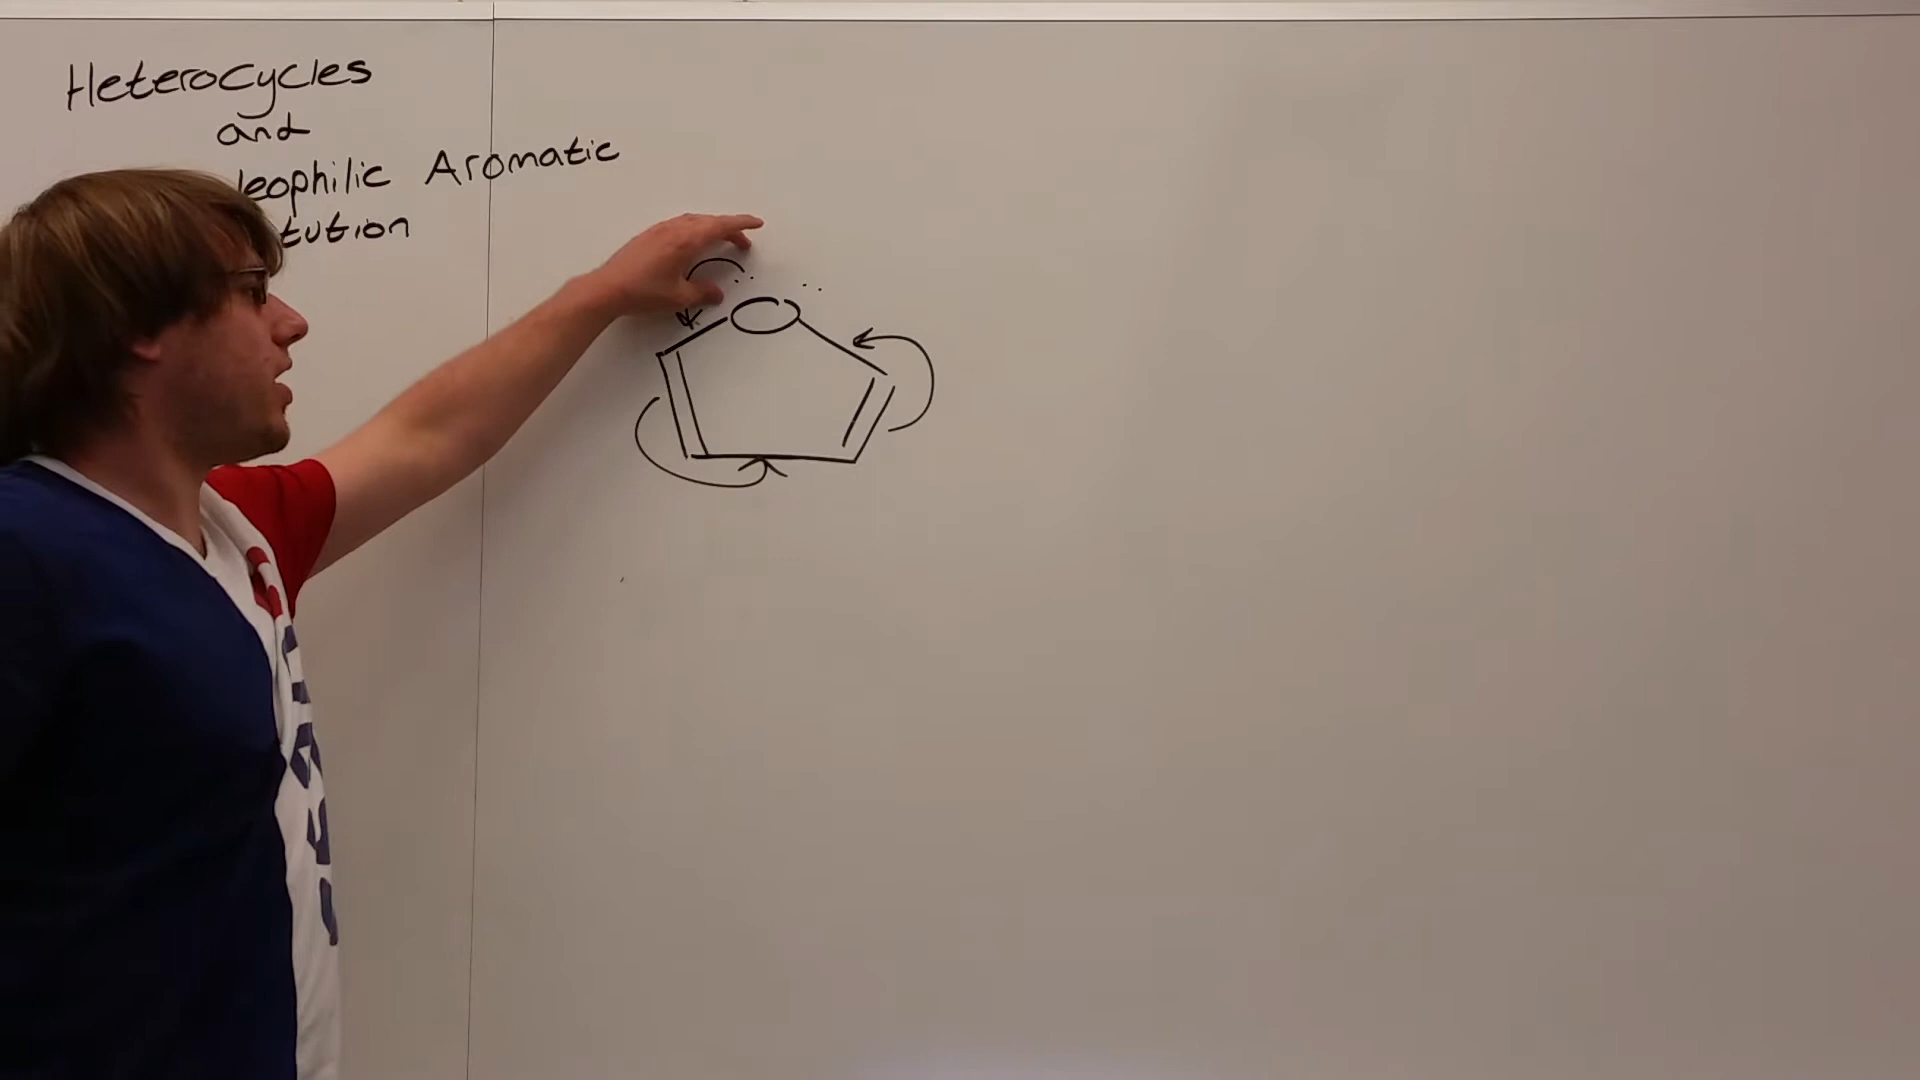 Heterocycles
and
leophilic Aromatic
tution
O